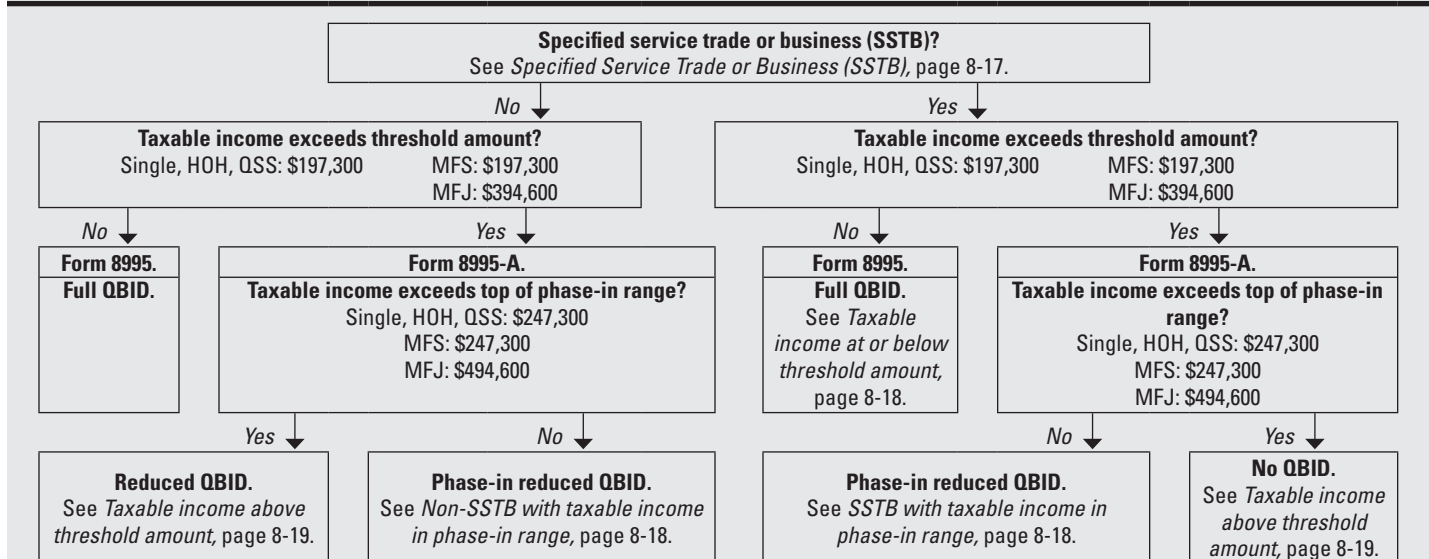 Specified service trade or business (SSTB)?
See Specified Service Trade or Business (SSTB), page 8-17.
No
Yes
Taxable income exceeds threshold amount?
Single, HOH, QSS: $197,300 MFS: $197,300
MFJ: $394,600
Taxable income exceeds threshold amount?
Single, HOH, QSS: $197,300 MFS: $197,300
MFJ: $394,600
No
Yes
No
Yes
Form 8995.
Full QBID.
Form 8995-A.
Taxable income exceeds top of phase-in range?
Single, HOH, QSS: $247,300
MFS: $247,300
MFJ: $494,600
Form 8995.
Full QBID.
See Taxable
income at or below
threshold amount,
page 8-18.
Form 8995-A.
Taxable income exceeds top of phase-in
range?
Single, HOH, QSS: $247,300
MFS: $247,300
MFJ: $494,600
Yes
No
No
Yes
Reduced QBID.
See Taxable income above
threshold amount, page 8-19.
Phase-in reduced QBID.
See Non-SSTB with taxable income
in phase-in range, page 8-18.
Phase-in reduced QBID.
See SSTB with taxable income in
phase-in range, page 8-18.
No QBID.
See Taxable income
above threshold
amount, page 8-19.